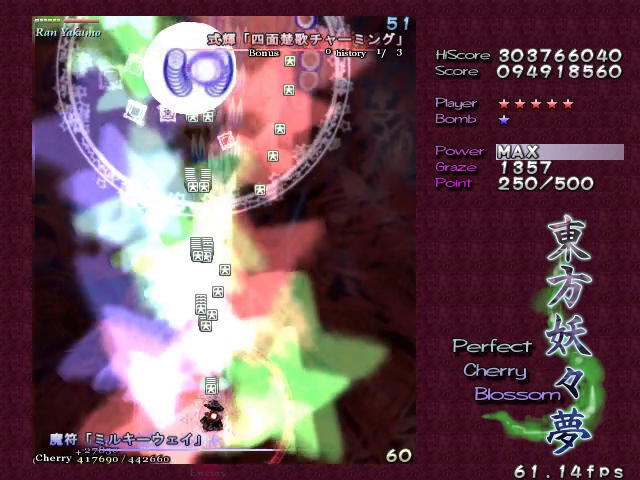 Ran Yakumo
51
式輝「四面楚歌チャーミング」
Bonus 0 history 1/ 3
HiScore 303766040
Score 094918560
Player
Bomb
Power MAX
Graze 1357
Point 250/500
東方妖々夢
Perfect
Cherry
Blossom
魔符「ミルキーウェイ」
Cherry 417690/442660
60
Enemy
61.14fps